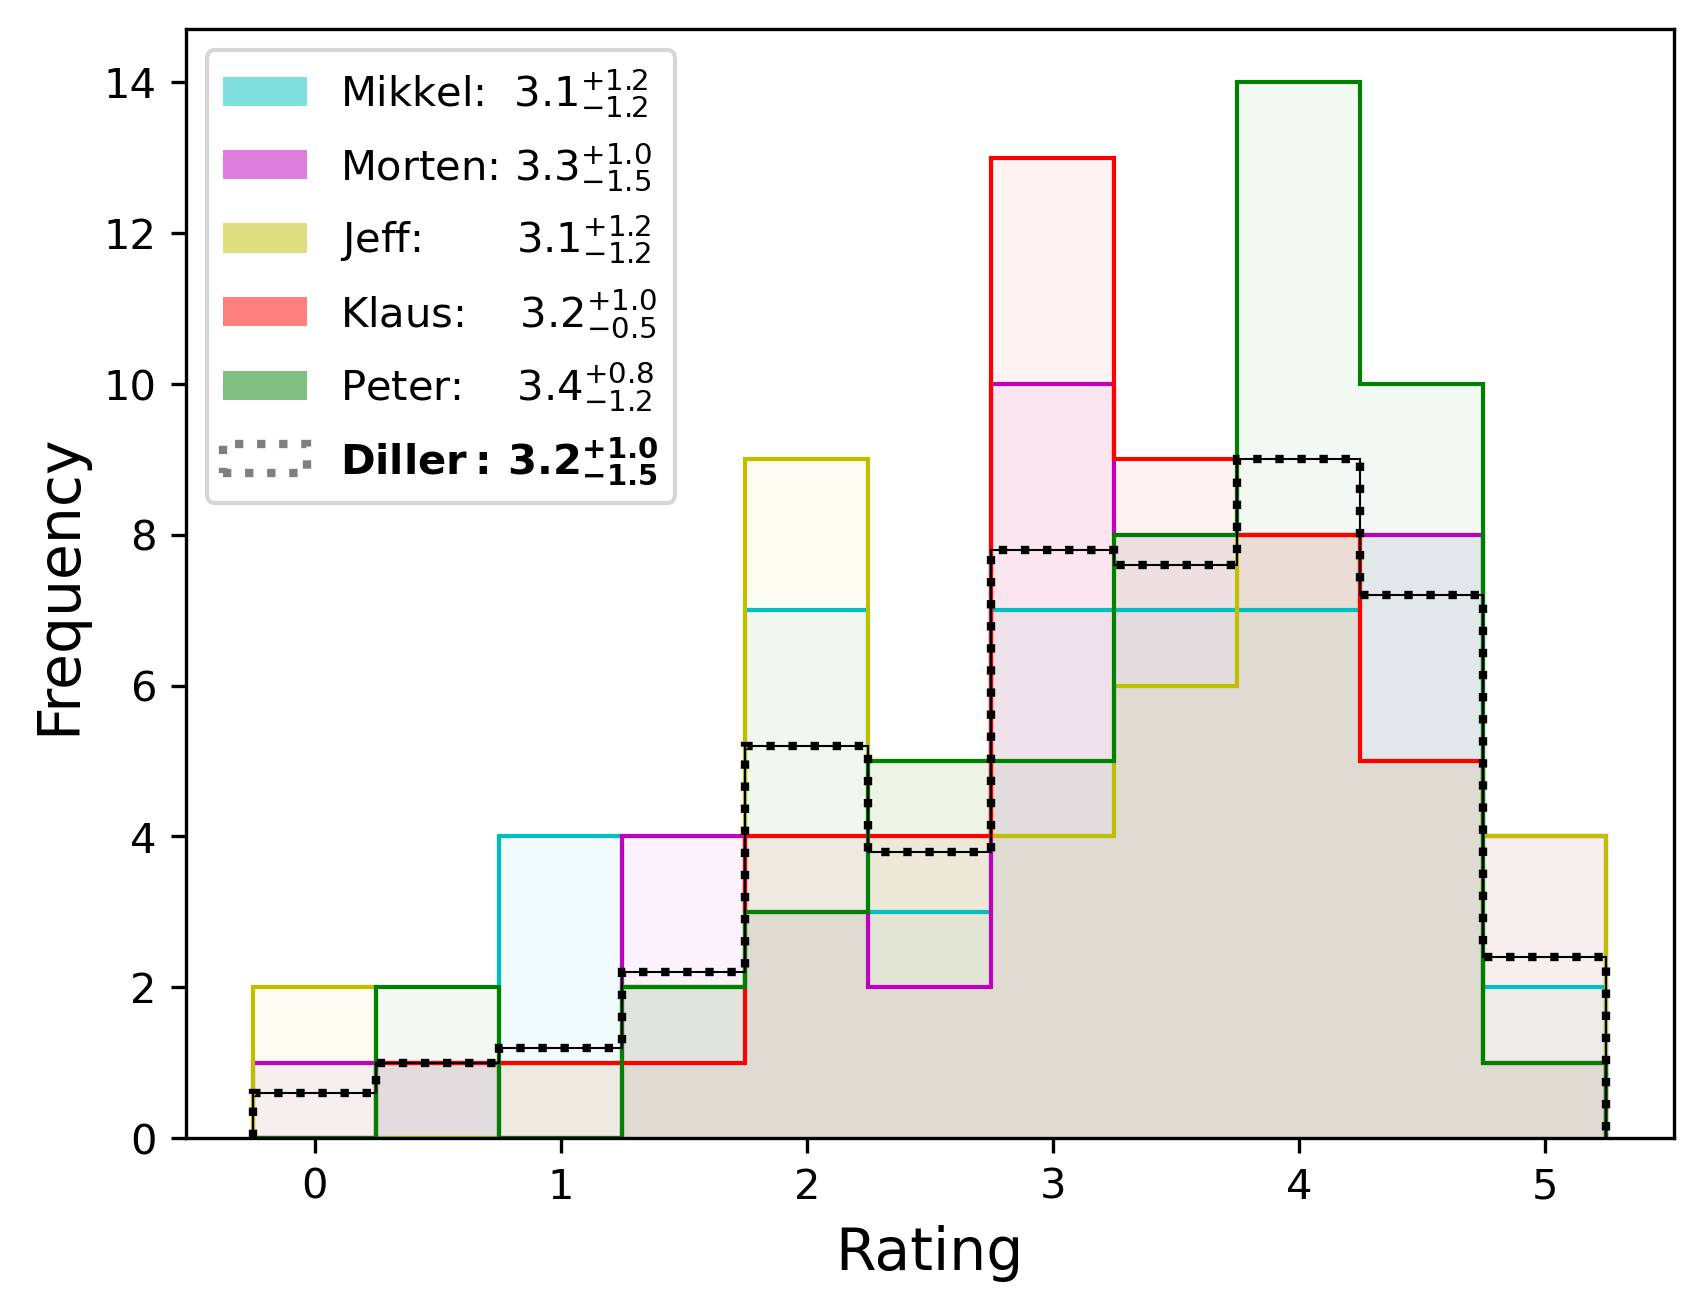 Mikkel: 3.1 +1.2 −1.2
Morten: 3.3 +1.0 −1.5
Jeff: 3.1 +1.2 −1.2
Klaus: 3.2 +1.0 −0.5
Peter: 3.4 +0.8 −1.2
Diller : 3.2 +1.0 −1.5
14
12
10
8
6
4
2
0
Frequency
0 1 2 3 4 5
Rating